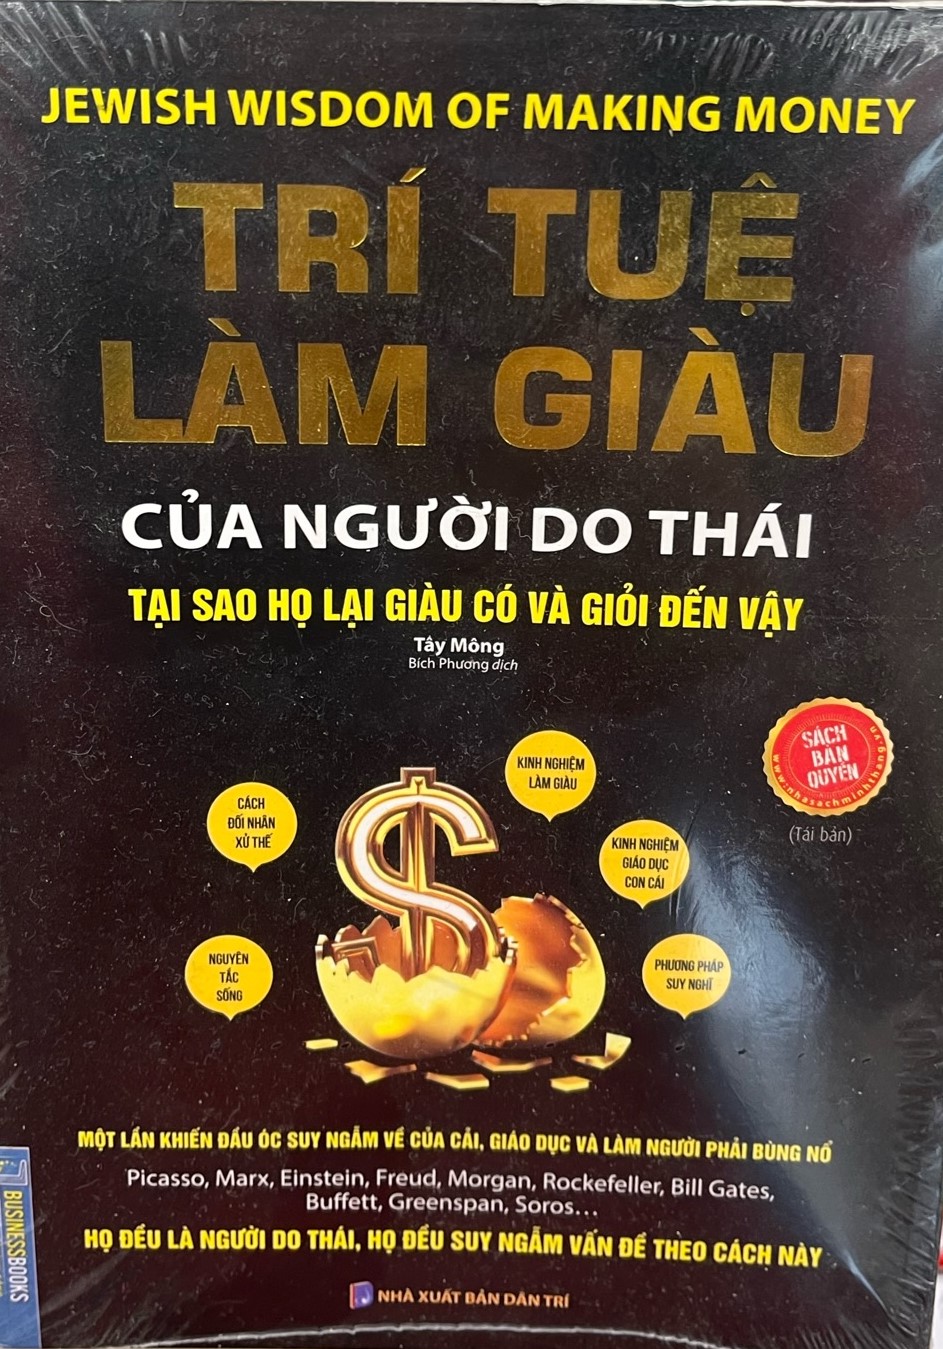 JEWISH WISDOM OF MAKING MONEY
TRÍ TUỆ
LÀM GIÀU
CỦA NGƯỜI DO THÁI
TẠI SAO HỌ LẠI GIÀU CÓ VÀ GIỎI ĐẾN VẬY
Tây Mông
Bích Phương dịch
KINH NGHIỆM
LÀM GIÀU
CÁCH
ĐỐI NHÂN
XỬ THẾ
KINH NGHIỆM
GIÁO DỤC
CON CÁI
NGUYÊN
TẮC
SỐNG
PHƯƠNG PHÁP
SUY NGHĨ
SÁCH
BẢN
QUYỀN
www.nhasachminhthang.vn
(Tái bản)
MỘT LẦN KHIẾN ĐẦU ÓC SUY NGẪM VỀ CỦA CẢI, GIÁO DỤC VÀ LÀM NGƯỜI PHẢI BÙNG NỔ
Picasso, Marx, Einstein, Freud, Morgan, Rockefeller, Bill Gates,
Buffett, Greenspan, Soros...
HỌ ĐỀU LÀ NGƯỜI DO THÁI, HỌ ĐỀU SUY NGẪM VẤN ĐỀ THEO CÁCH NÀY
BUSINESSBOOKS
NHÀ XUẤT BẢN DÂN TRÍ